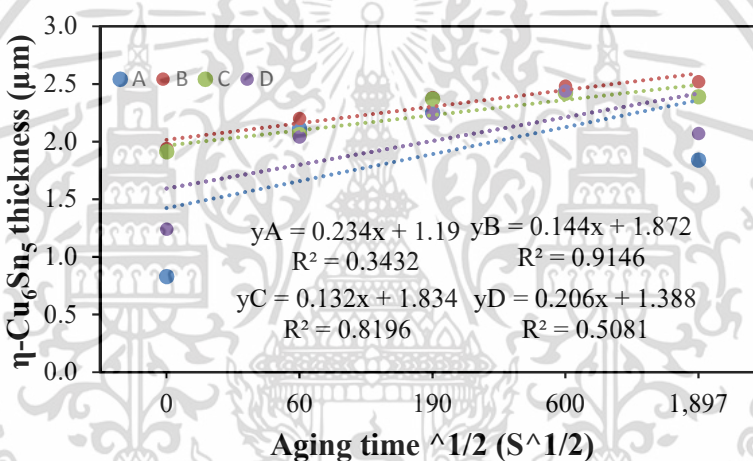 3.0
2.5
2.0
1.5
1.0
0.5
0.0
η-Cu₆Sn₅ thickness (μm)
A B C D
yA = 0.234x + 1.19
R² = 0.3432
yB = 0.144x + 1.872
R² = 0.9146
yC = 0.132x + 1.834
R² = 0.8196
yD = 0.206x + 1.388
R² = 0.5081
0 60 190 600 1,897
Aging time ^1/2 (S^1/2)